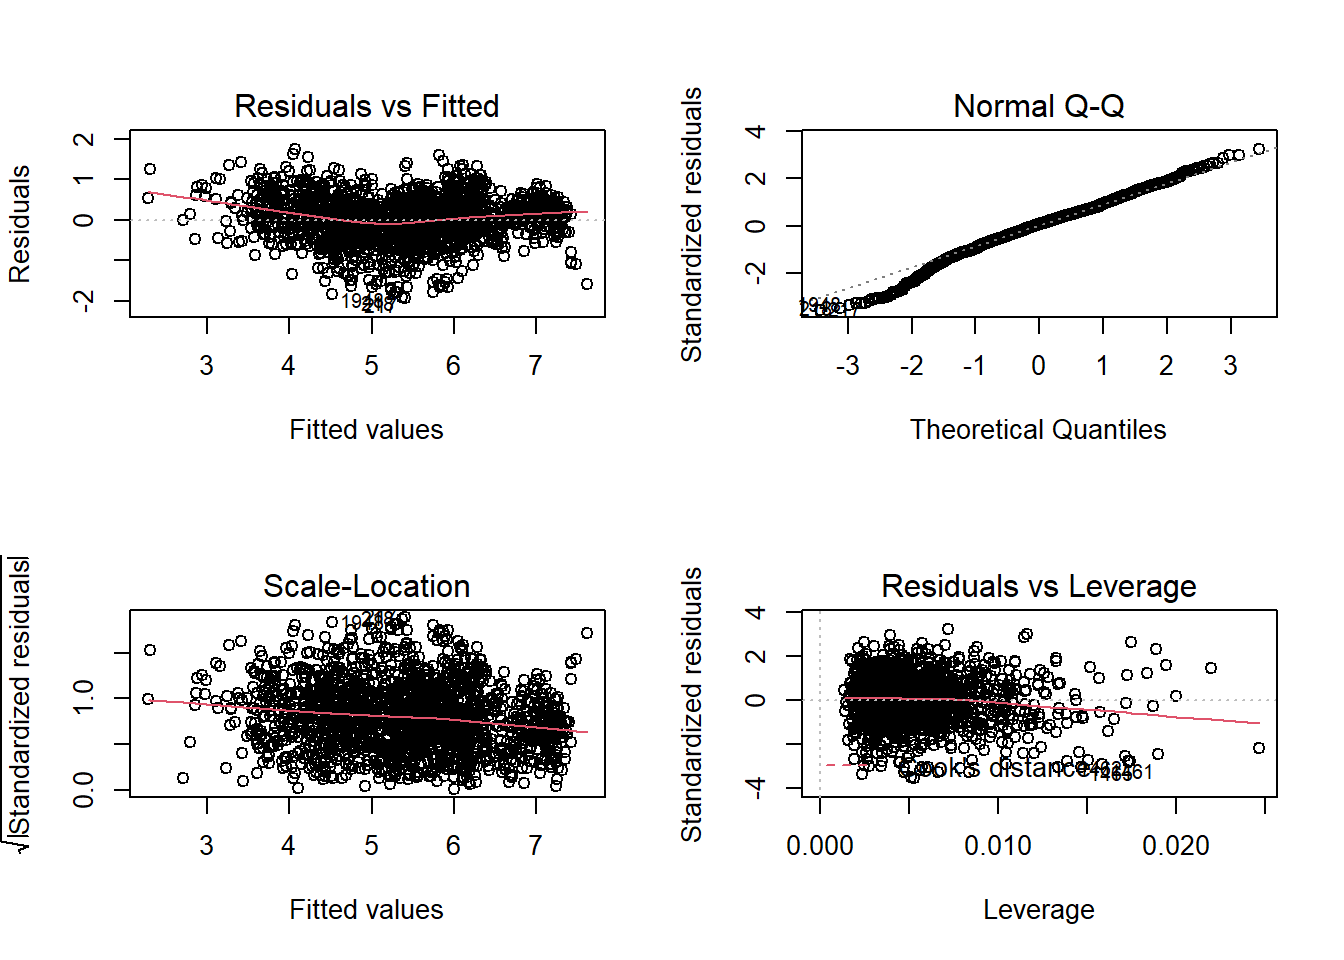 Residuals vs Fitted
Residuals
2
1
0
-2
3 4 5 6 7
Fitted values
Normal Q-Q
Standardized residuals
4
2
0
-2
-3 -2 -1 0 1 2 3
Theoretical Quantiles
Scale-Location
√|Standardized residuals|
1.0
0.0
3 4 5 6 7
Fitted values
Residuals vs Leverage
Standardized residuals
4
2
0
-4
Cook's distance
0.000 0.010 0.020
Leverage